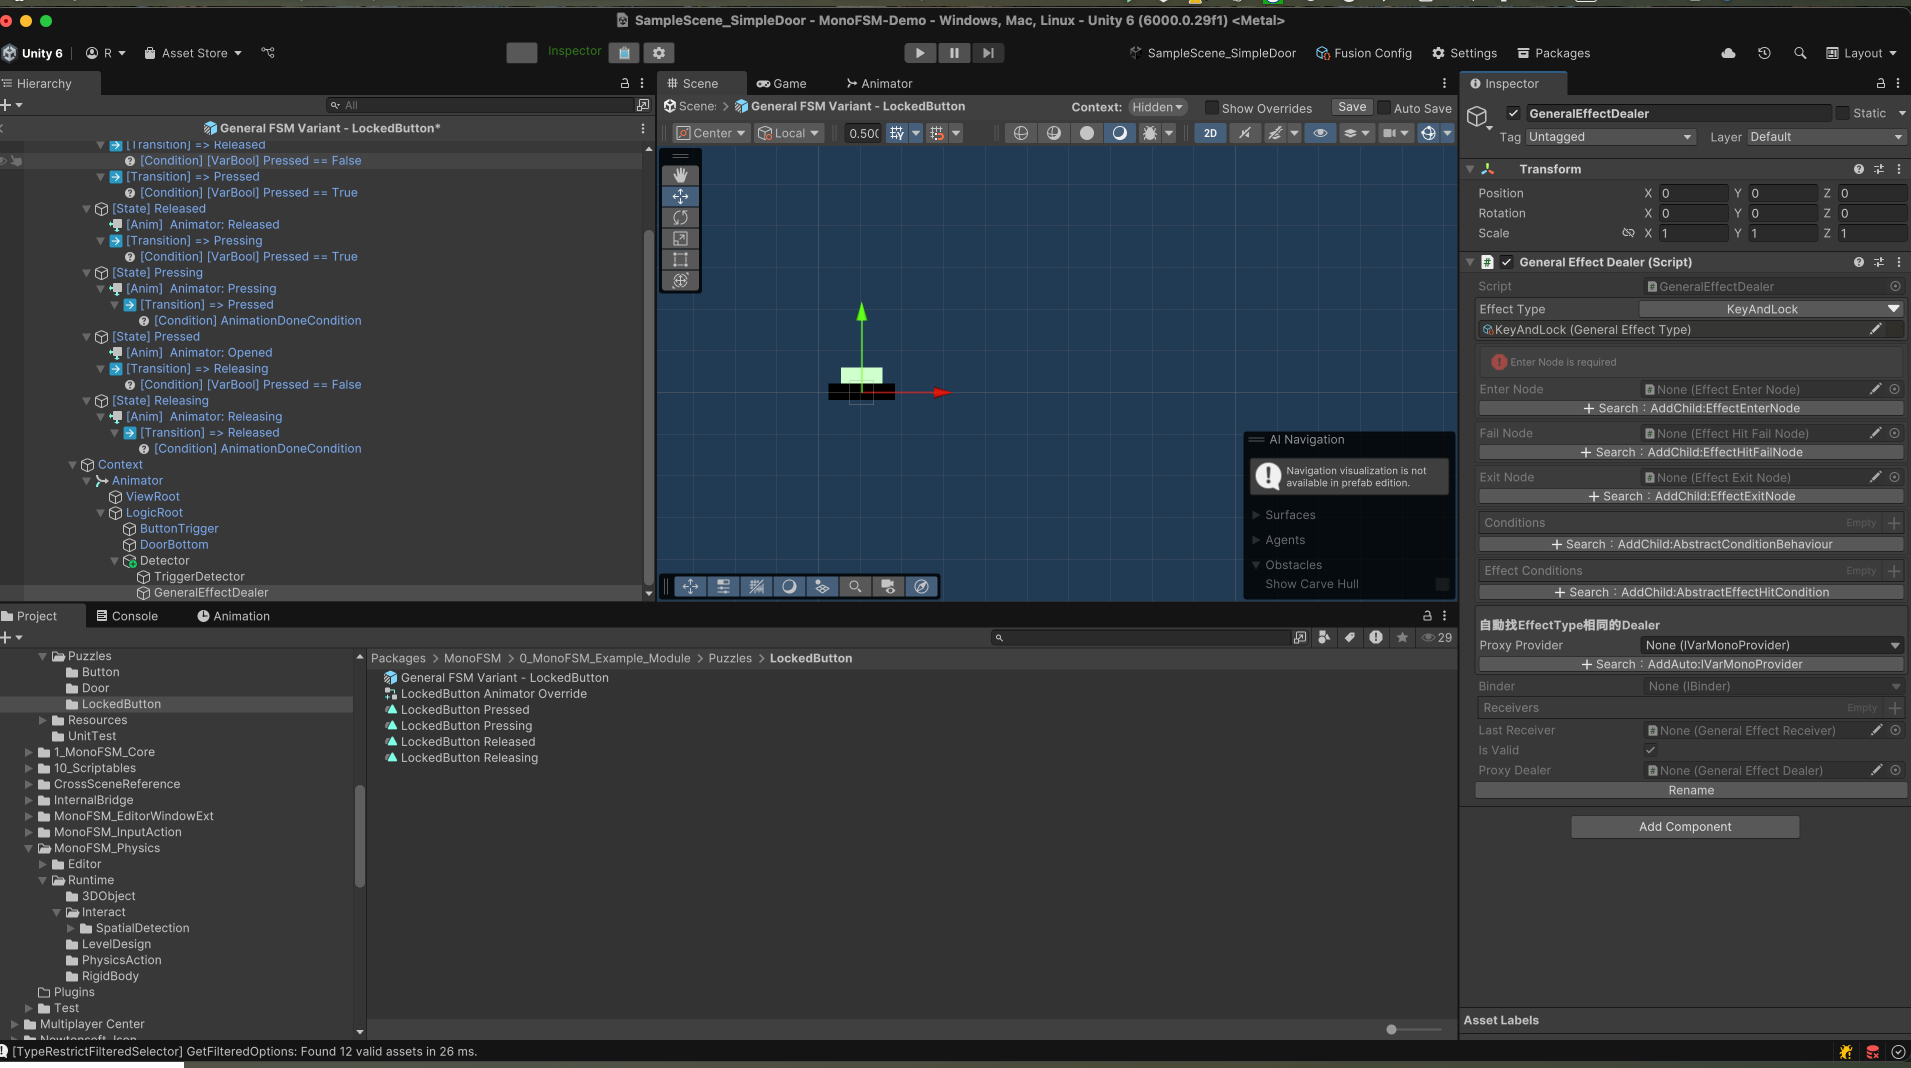 SampleScene_SimpleDoor - MonoFSM-Demo - Windows, Mac, Linux - Unity 6 (6000.0.29f1) <Metal>
Unity 6
R
Asset Store
Inspector
SampleScene_SimpleDoor
Fusion Config
Settings
Packages
Layout
Hierarchy
All
General FSM Variant - LockedButton*
[Transition] => Released
[Condition] [VarBool] Pressed == False
[Transition] => Pressed
[Condition] [VarBool] Pressed == True
[State] Released
[Anim]  Animator: Released
[Transition] => Pressing
[Condition] [VarBool] Pressed == True
[State] Pressing
[Anim]  Animator: Pressing
[Transition] => Pressed
[Condition] AnimationDoneCondition
[State] Pressed
[Anim]  Animator: Opened
[Transition] => Releasing
[Condition] [VarBool] Pressed == False
[State] Releasing
[Anim]  Animator: Releasing
[Transition] => Released
[Condition] AnimationDoneCondition
Context
Animator
ViewRoot
LogicRoot
ButtonTrigger
DoorBottom
Detector
TriggerDetector
GeneralEffectDealer
Scene
Game
Animator
Scenes
General FSM Variant - LockedButton
Context:
Hidden
Show Overrides
Save
Auto Save
Center
Local
0.500
2D
AI Navigation
Navigation visualization is not
available in prefab edition.
Surfaces
Agents
Obstacles
Show Carve Hull
Inspector
GeneralEffectDealer
Static
Tag
Untagged
Layer
Default
Transform
Position X 0 Y 0 Z 0
Rotation X 0 Y 0 Z 0
Scale X 1 Y 1 Z 1
# General Effect Dealer (Script)
Script
GeneralEffectDealer
Effect Type
KeyAndLock
KeyAndLock (General Effect Type)
Enter Node is required
Enter Node
None (Effect Enter Node)
Search：AddChild:EffectEnterNode
Fail Node
None (Effect Hit Fail Node)
Search：AddChild:EffectHitFailNode
Exit Node
None (Effect Exit Node)
Search：AddChild:EffectExitNode
Conditions
Empty
Search：AddChild:AbstractConditionBehaviour
Effect Conditions
Empty
Search：AddChild:AbstractEffectHitCondition
自動找EffectType相同的Dealer
Proxy Provider
None (IVarMonoProvider)
Search：AddAuto:IVarMonoProvider
Binder
None (IBinder)
Receivers
Empty
Last Receiver
None (General Effect Receiver)
Is Valid
Proxy Dealer
None (General Effect Dealer)
Rename
Add Component
Asset Labels
Project
Console
Animation
29
Puzzles
Button
Door
LockedButton
Resources
UnitTest
1_MonoFSM_Core
10_Scriptables
CrossSceneReference
InternalBridge
MonoFSM_EditorWindowExt
MonoFSM_InputAction
MonoFSM_Physics
Editor
Runtime
3DObject
Interact
SpatialDetection
LevelDesign
PhysicsAction
RigidBody
Plugins
Test
Multiplayer Center
Newtonsoft.Json
Packages > MonoFSM > 0_MonoFSM_Example_Module > Puzzles > LockedButton
General FSM Variant - LockedButton
LockedButton Animator Override
LockedButton Pressed
LockedButton Pressing
LockedButton Released
LockedButton Releasing
[TypeRestrictFilteredSelector] GetFilteredOptions: Found 12 valid assets in 26 ms.